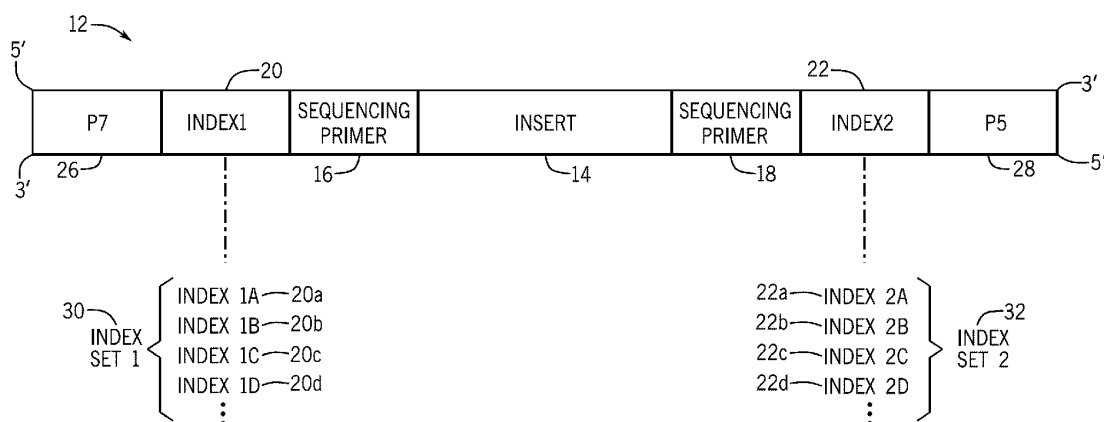 12
5′ 20 22 3′
P7 INDEX1 SEQUENCING PRIMER INSERT SEQUENCING PRIMER INDEX2 P5
3′ 26 16 14 18 28 5′
30 INDEX SET 1
INDEX 1A 20a
INDEX 1B 20b
INDEX 1C 20c
INDEX 1D 20d
22a INDEX 2A
22b INDEX 2B
22c INDEX 2C
22d INDEX 2D
32 INDEX SET 2